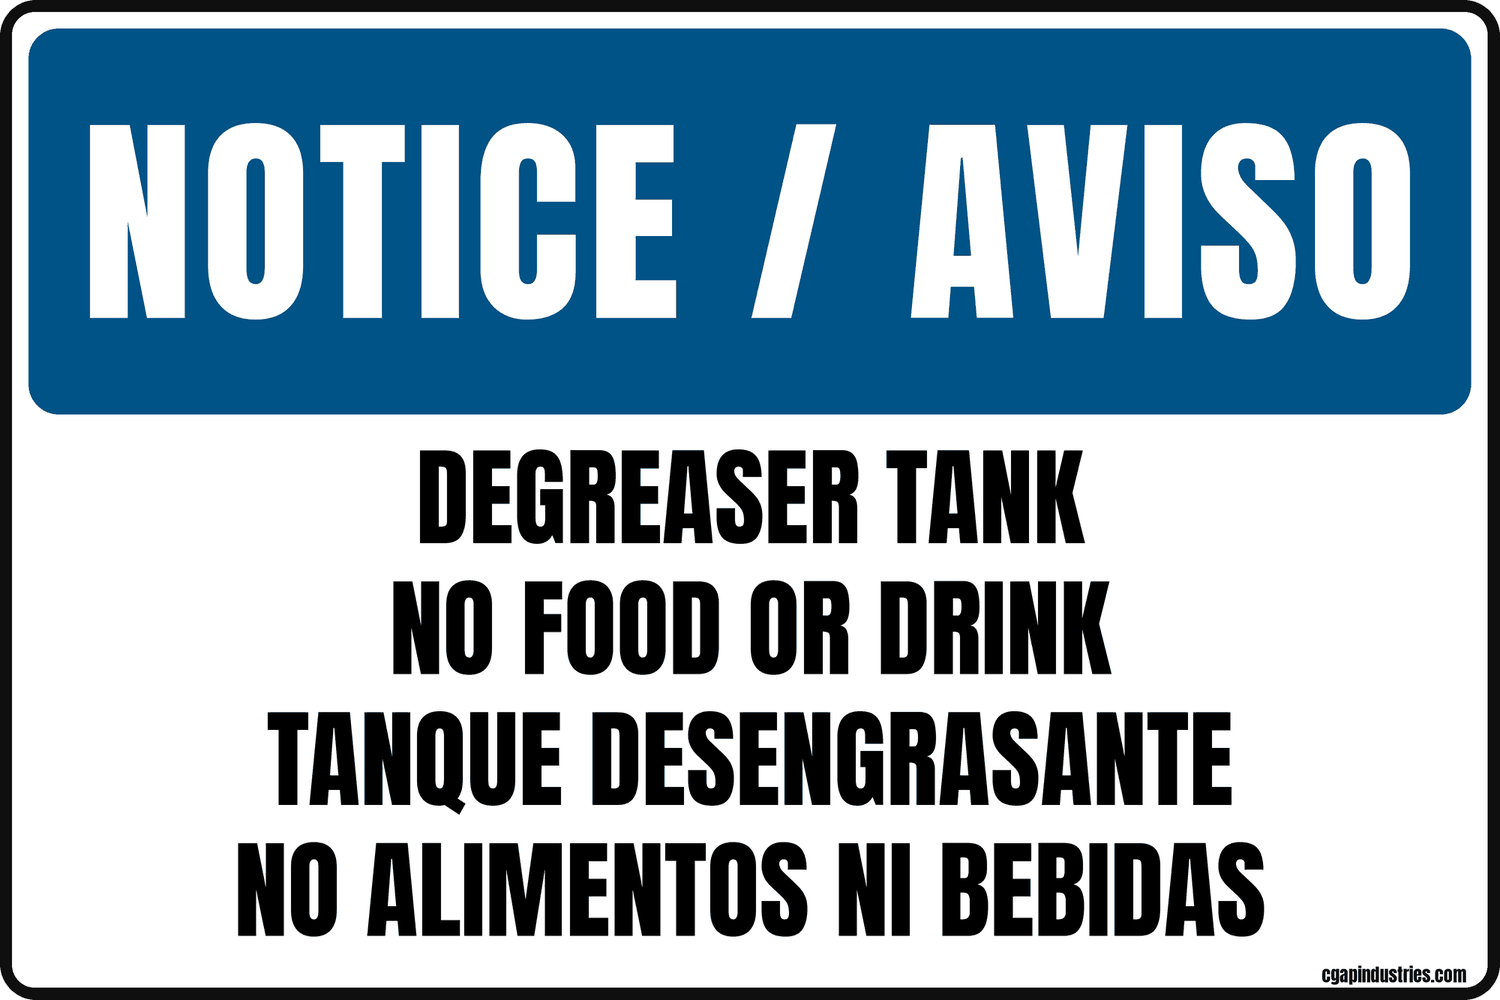 NOTICE / AVISO
DEGREASER TANK
NO FOOD OR DRINK
TANQUE DESENGRASANTE
NO ALIMENTOS NI BEBIDAS
cgapindustries.com